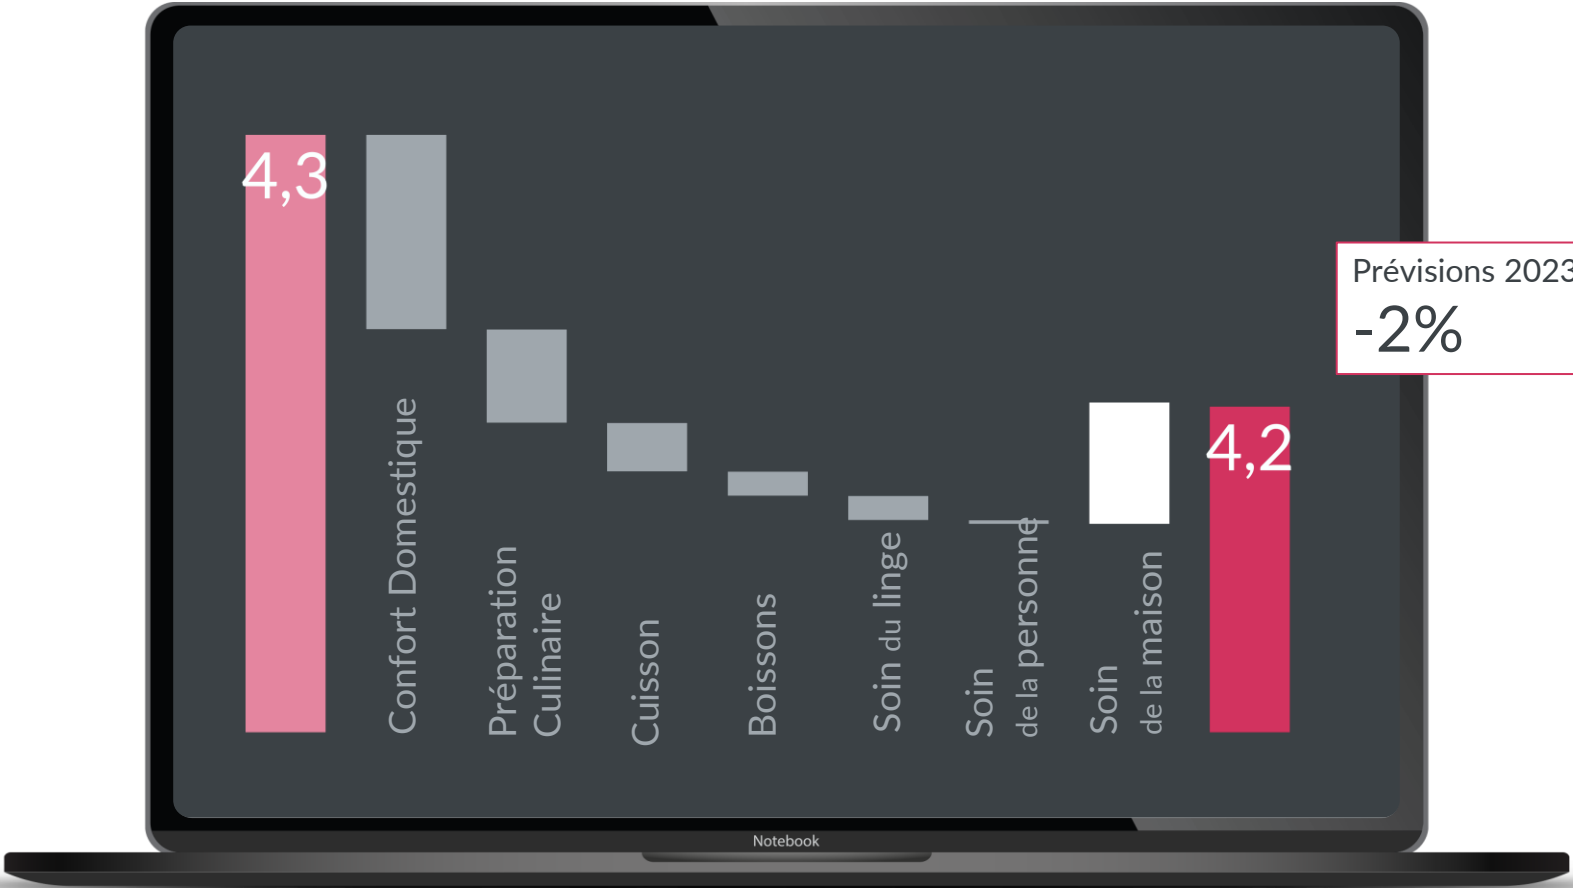 4,3
Confort Domestique
Préparation
Culinaire
Cuisson
Boissons
Soin du linge
Soin
de la personne
Soin
de la maison
4,2
Prévisions 2023
-2%
Notebook